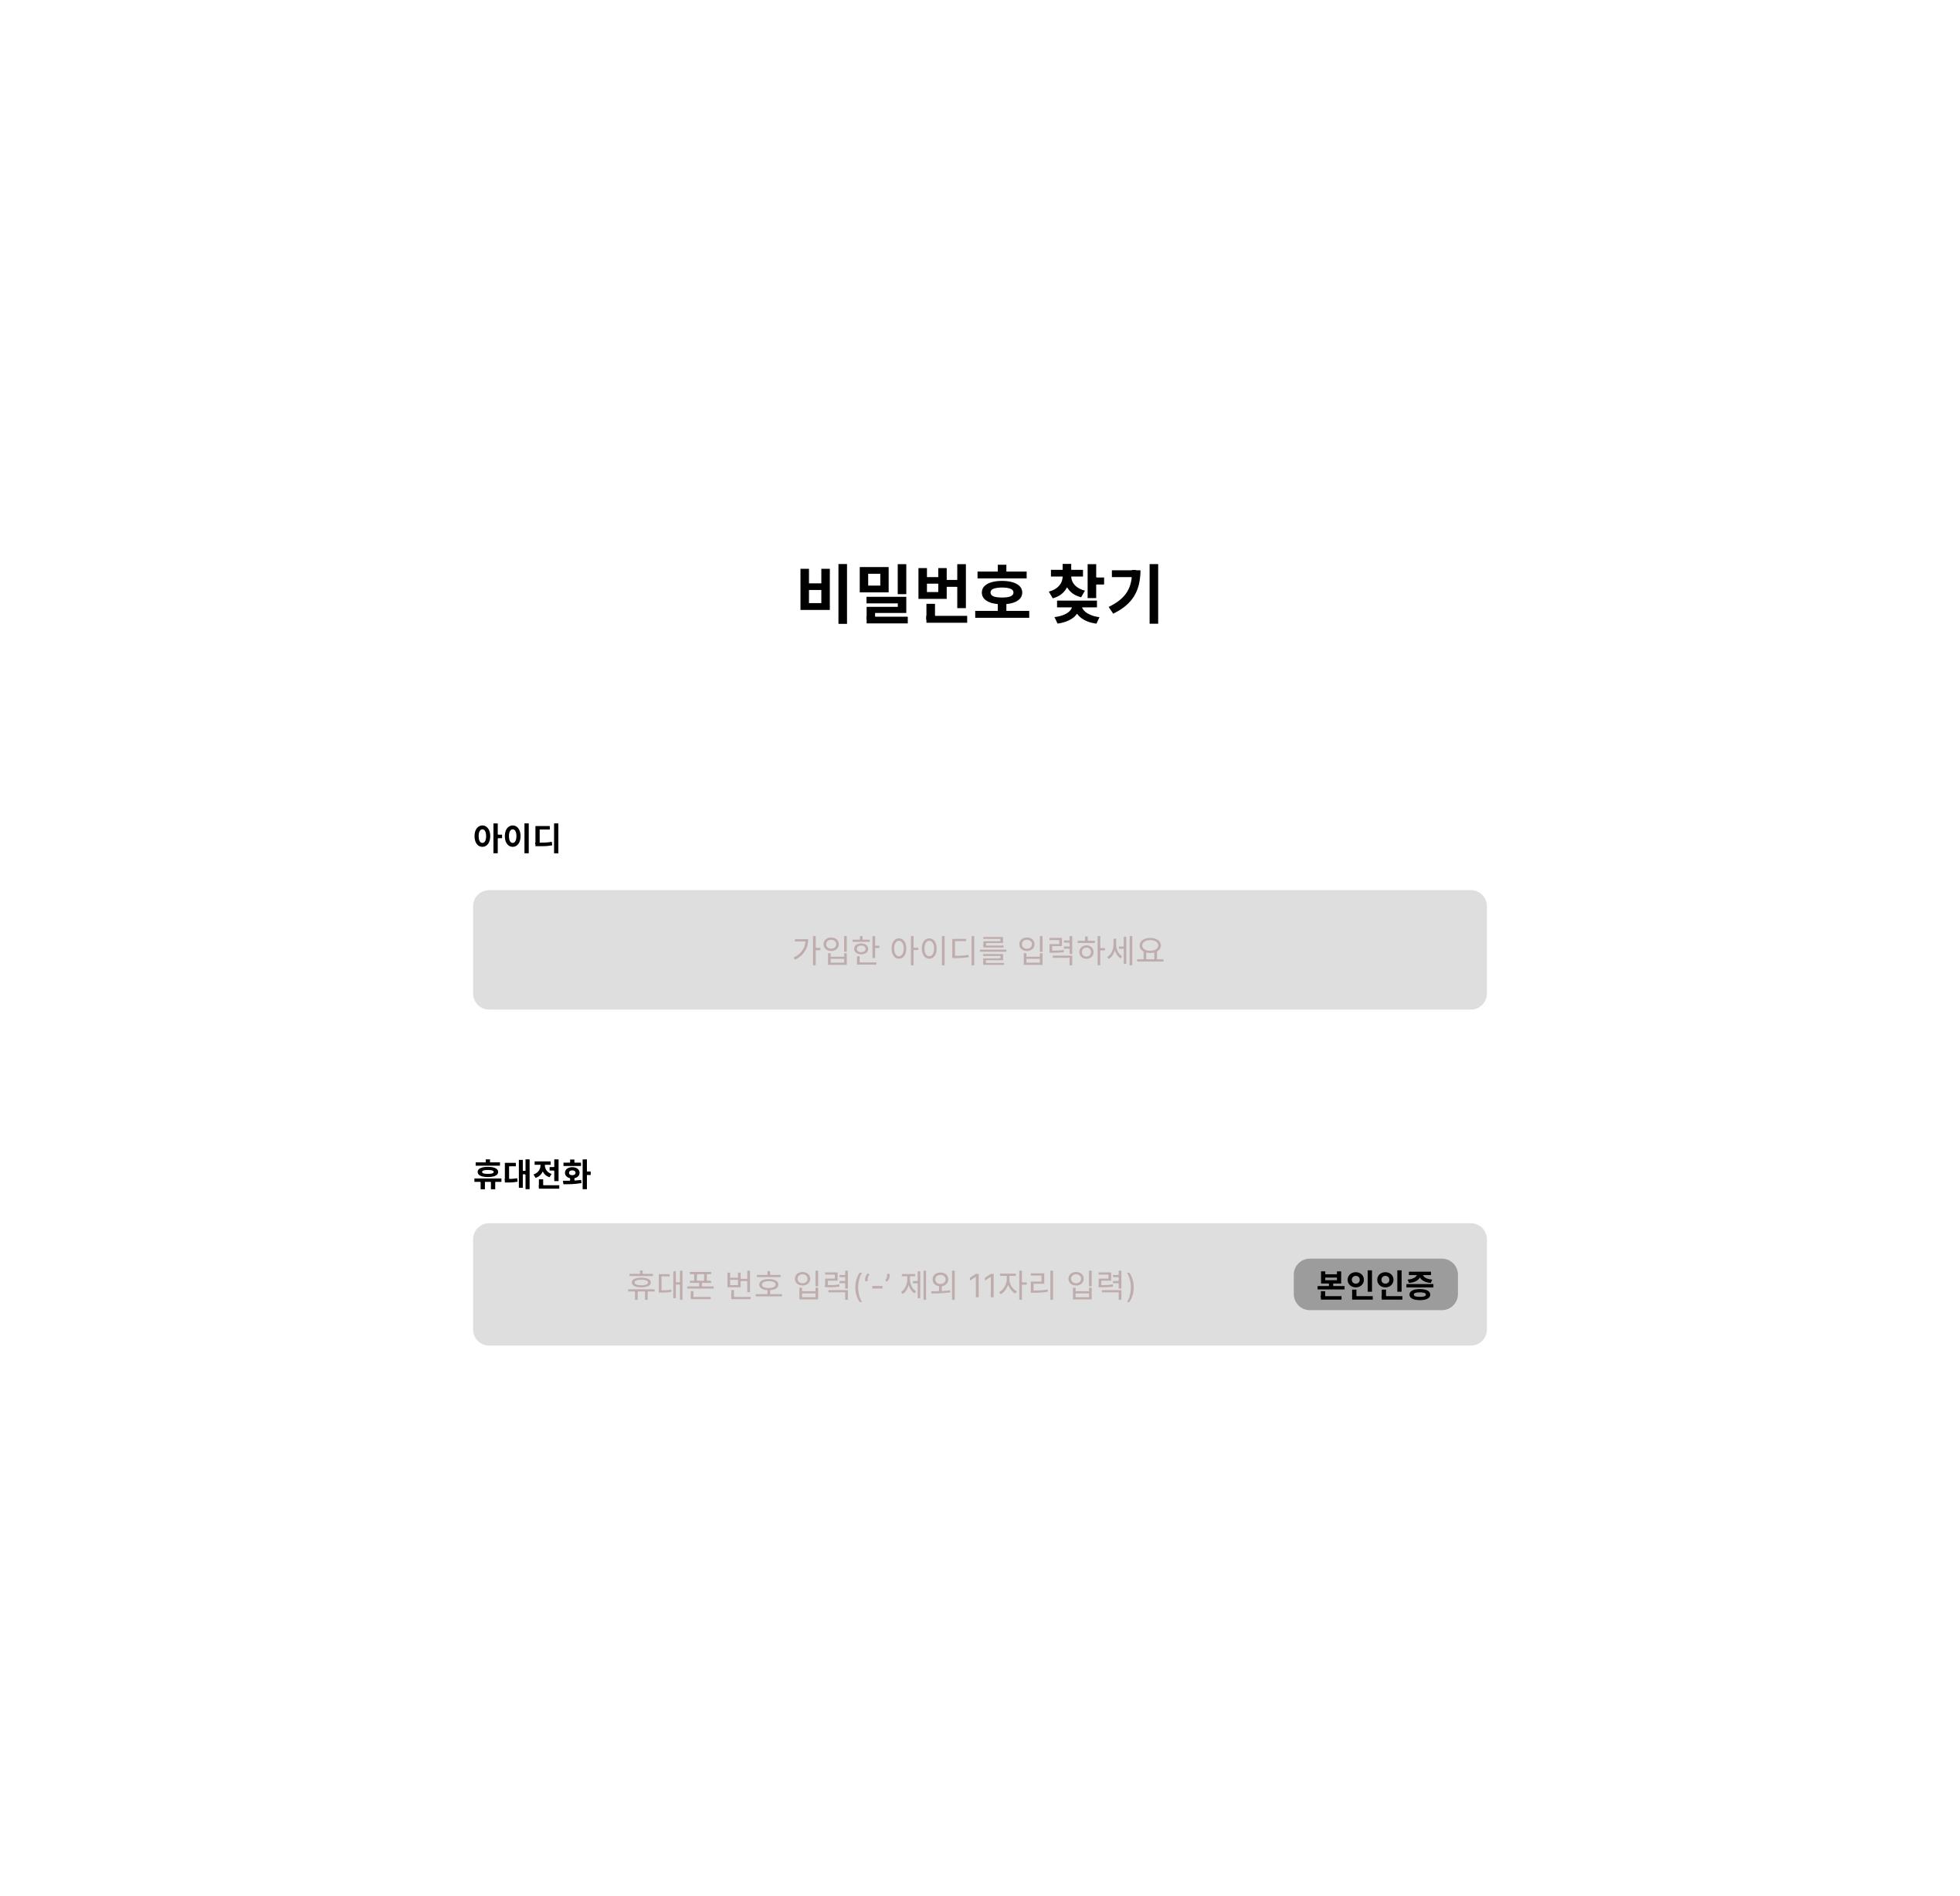 비밀번호 찾기
아이디
가입한 아이디를 입력하세요
휴대전화
휴대폰 번호 입력(‘-’ 제외 11자리 입력)
본인인증